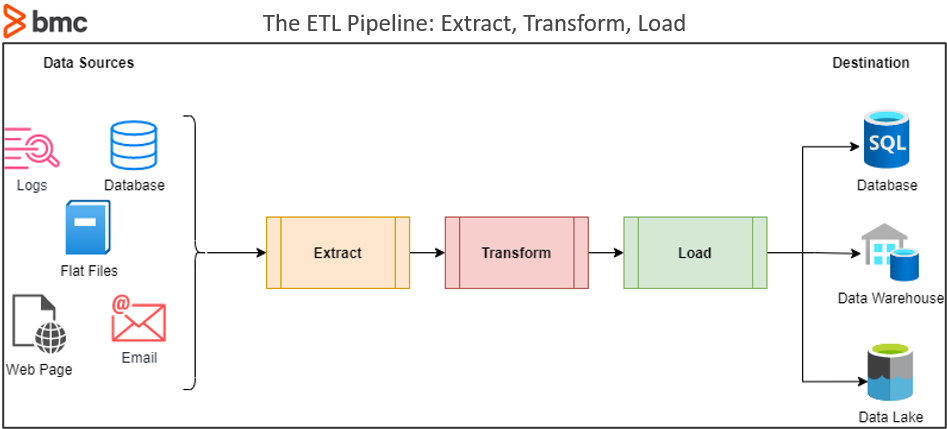 bmc
The ETL Pipeline: Extract, Transform, Load
Data Sources
Destination
Logs
Database
Flat Files
@
Web Page
Email
Extract
Transform
Load
SQL
Database
Data Warehouse
Data Lake